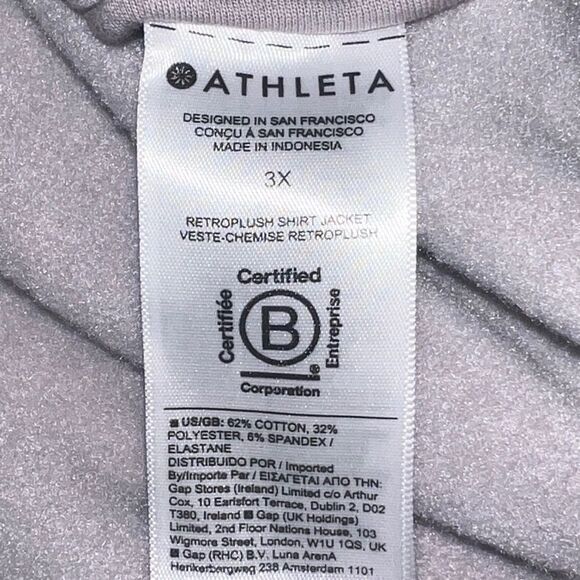 ATHLETA
DESIGNED IN SAN FRANCISCO
CONÇU À SAN FRANCISCO
MADE IN INDONESIA
3X
RETROPLUSH SHIRT JACKET
VESTE-CHEMISE RETROPLUSH
Certified
Certifiée
B
Entreprise
®
Corporation
US/GB: 62% COTTON, 32%
POLYESTER, 6% SPANDEX /
ELASTANE
DISTRIBUIDO POR / Imported
By/Importe Par / ΕΙΣΑΓΕΤΑΙ ΑΠΟ ΤΗΝ:
Gap Stores (Ireland) Limited c/o Arthur
Cox, 10 Earlsfort Terrace, Dublin 2, D02
T380, Ireland Gap (UK Holdings)
Limited, 2nd Floor Nations House, 103
Wigmore Street, London, W1U 1QS, UK
Gap (RHC) B.V. Luna ArenA
Herikerbergweg 238 Amsterdam 1101